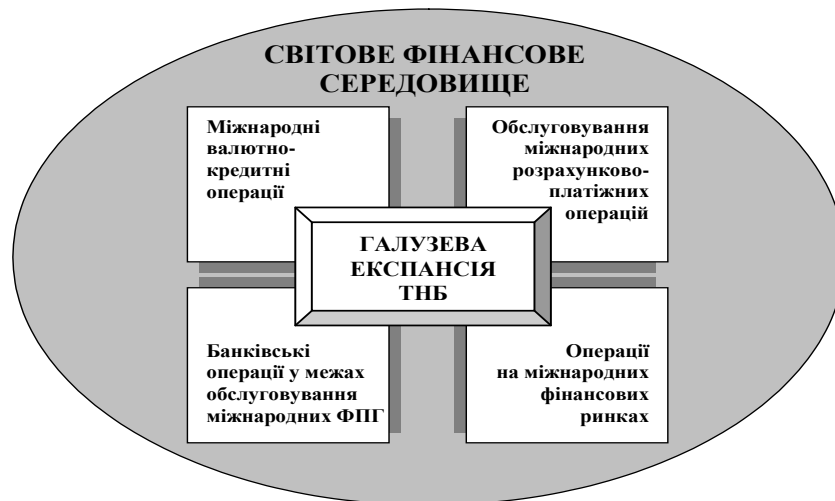 СВІТОВЕ ФІНАНСОВЕ
СЕРЕДОВИЩЕ
Міжнародні
валютно-
кредитні
операції
Обслуговування
міжнародних
розрахунково-
платіжних
операцій
ГАЛУЗЕВА
ЕКСПАНСІЯ
ТНБ
Банківські
операції у межах
обслуговування
міжнародних ФПГ
Операції
на міжнародних
фінансових
ринках